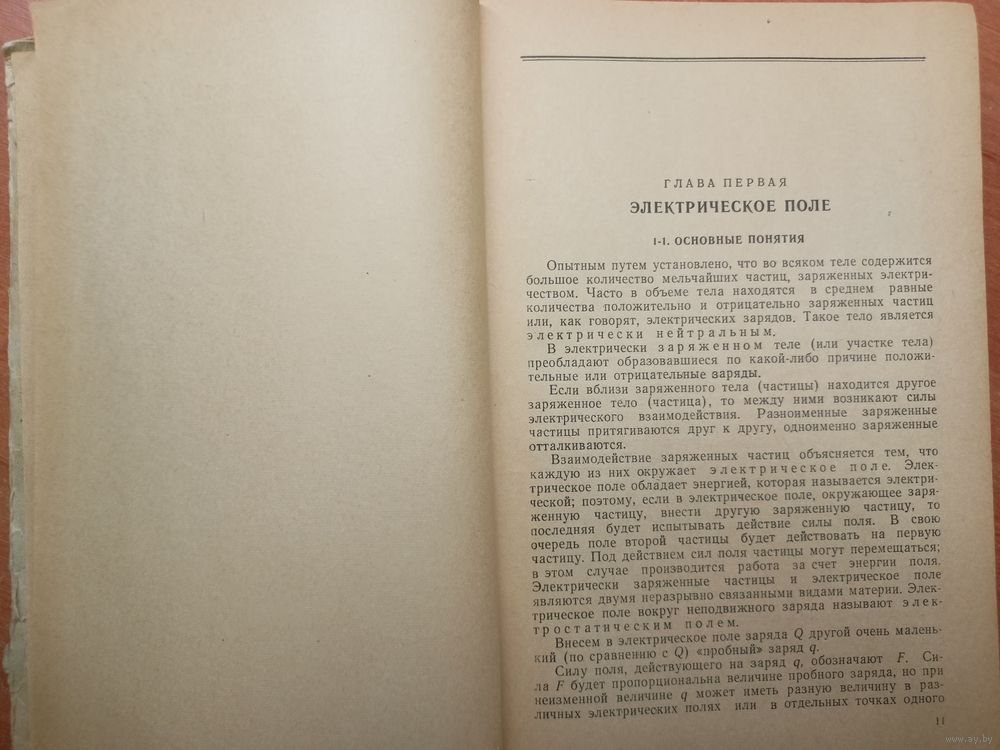 ГЛАВА ПЕРВАЯ
ЭЛЕКТРИЧЕСКОЕ ПОЛЕ
1-1. ОСНОВНЫЕ ПОНЯТИЯ
Опытным путем установлено, что во всяком теле содержится
большое количество мельчайших частиц, заряженных электри-
чеством. Часто в объеме тела находятся в среднем равные
количества положительно и отрицательно заряженных частиц
или, как говорят, электрических зарядов. Такое тело является
электрически нейтральным.
В электрически заряженном теле (или участке тела)
преобладают образовавшиеся по какой-либо причине положи-
тельные или отрицательные заряды.
Если вблизи заряженного тела (частицы) находится другое
заряженное тело (частица), то между ними возникают силы
электрического взаимодействия. Разноименные заряженные
частицы притягиваются друг к другу, одноименно заряженные
отталкиваются.
Взаимодействие заряженных частиц объясняется тем, что
каждую из них окружает электрическое поле. Элек-
трическое поле обладает энергией, которая называется электри-
ческой; поэтому, если в электрическое поле, окружающее заря-
женную частицу, внести другую заряженную частицу, то
последняя будет испытывать действие силы поля. В свою
очередь поле второй частицы будет действовать на первую
частицу. Под действием сил поля частицы могут перемещаться;
в этом случае производится работа за счет энергии поля.
Электрически заряженные частицы и электрическое поле
являются двумя неразрывно связанными видами материи. Элек-
трическое поле вокруг неподвижного заряда называют элек-
тростатическим полем.
Внесем в электрическое поле заряда Q другой очень малень-
кий (по сравнению с Q) «пробный» заряд q.
Силу поля, действующего на заряд q, обозначают F. Си-
ла F будет пропорциональна величине пробного заряда, но при
неизменной величине q может иметь разную величину в раз-
личных электрических полях или в отдельных точках одного
11
www.ay.by